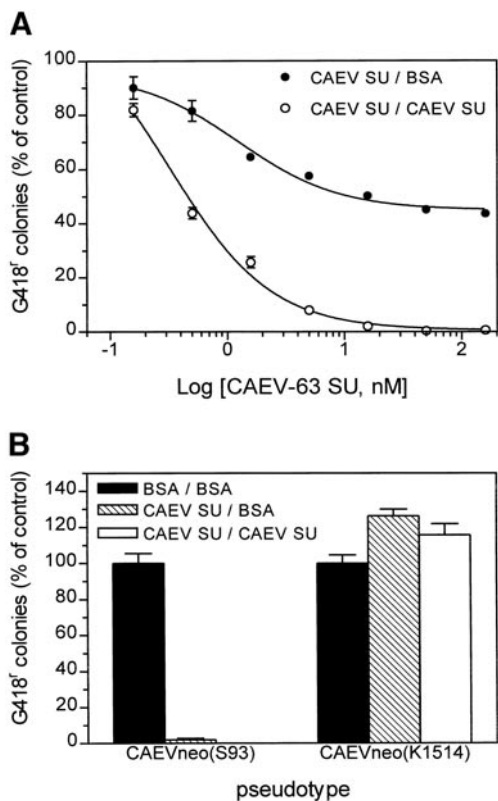 A
G418ʳ colonies (% of control)
100
80
60
40
20
0
CAEV SU / BSA
CAEV SU / CAEV SU
-1
0
1
2
Log [CAEV-63 SU, nM]
B
G418ʳ colonies (% of control)
140
120
100
80
60
40
20
0
BSA / BSA
CAEV SU / BSA
CAEV SU / CAEV SU
CAEVneo(S93)
CAEVneo(K1514)
pseudotype